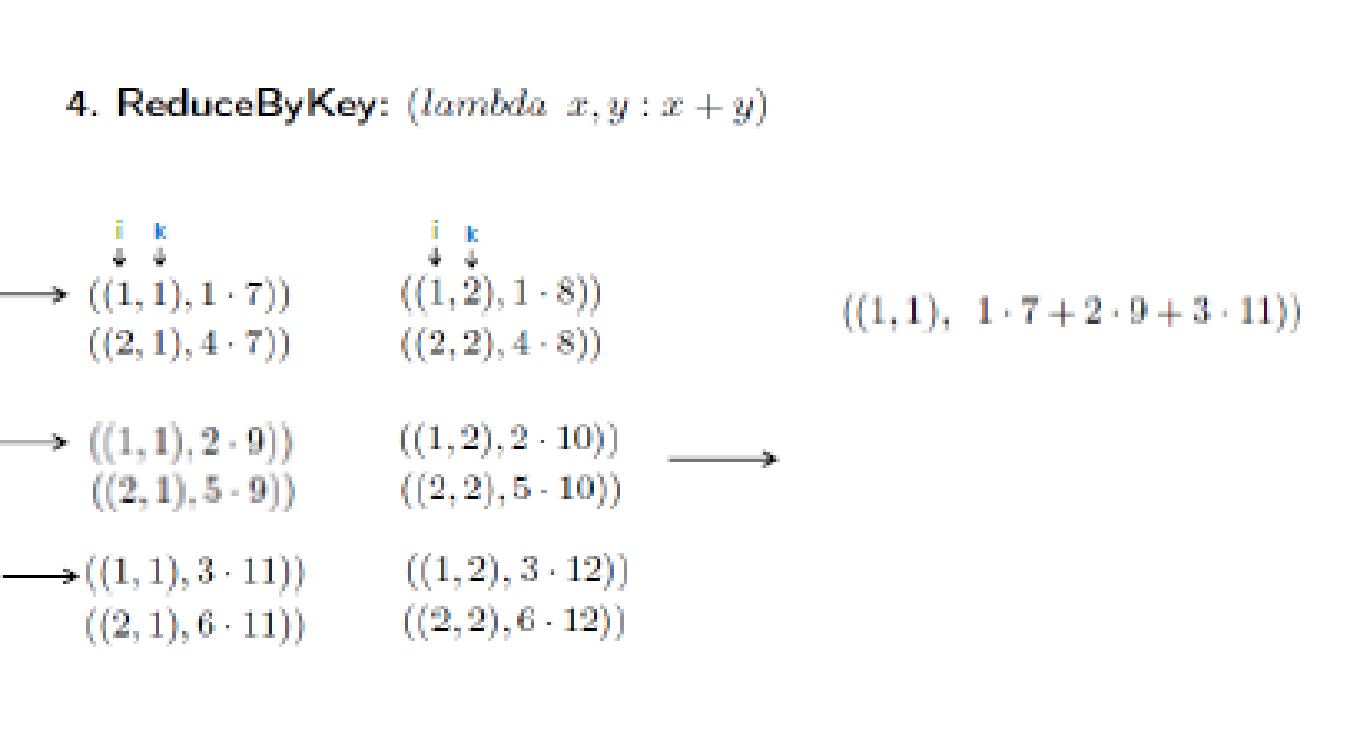 4. ReduceByKey: (lambda x, y : x + y)
i k i k
((1, 1), 1 · 7)) ((1, 2), 1 · 8)) ((1, 1), 1 · 7 + 2 · 9 + 3 · 11))
((2, 1), 4 · 7)) ((2, 2), 4 · 8))
((1, 1), 2 · 9)) ((1, 2), 2 · 10))
((2, 1), 5 · 9)) ((2, 2), 5 · 10))
((1, 1), 3 · 11)) ((1, 2), 3 · 12))
((2, 1), 6 · 11)) ((2, 2), 6 · 12))